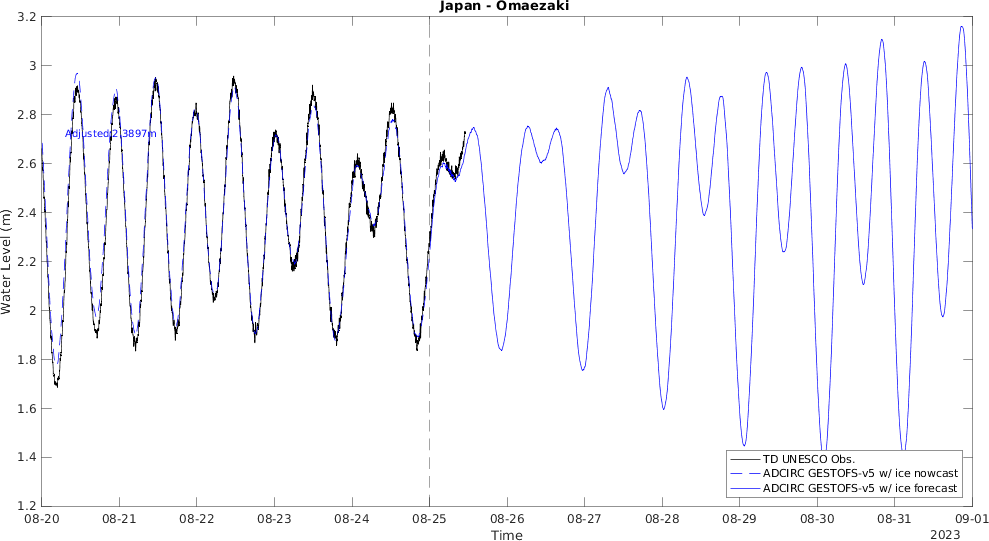 Japan - Omaezaki
3.2
3
2.8
2.6
2.4
2.2
2
1.8
1.6
1.4
1.2
Water Level (m)
Adjusted:2.3897m
TD UNESCO Obs.
ADCIRC GESTOFS-v5 w/ ice nowcast
ADCIRC GESTOFS-v5 w/ ice forecast
08-20 08-21 08-22 08-23 08-24 08-25 08-26 08-27 08-28 08-29 08-30 08-31 09-01
Time
2023